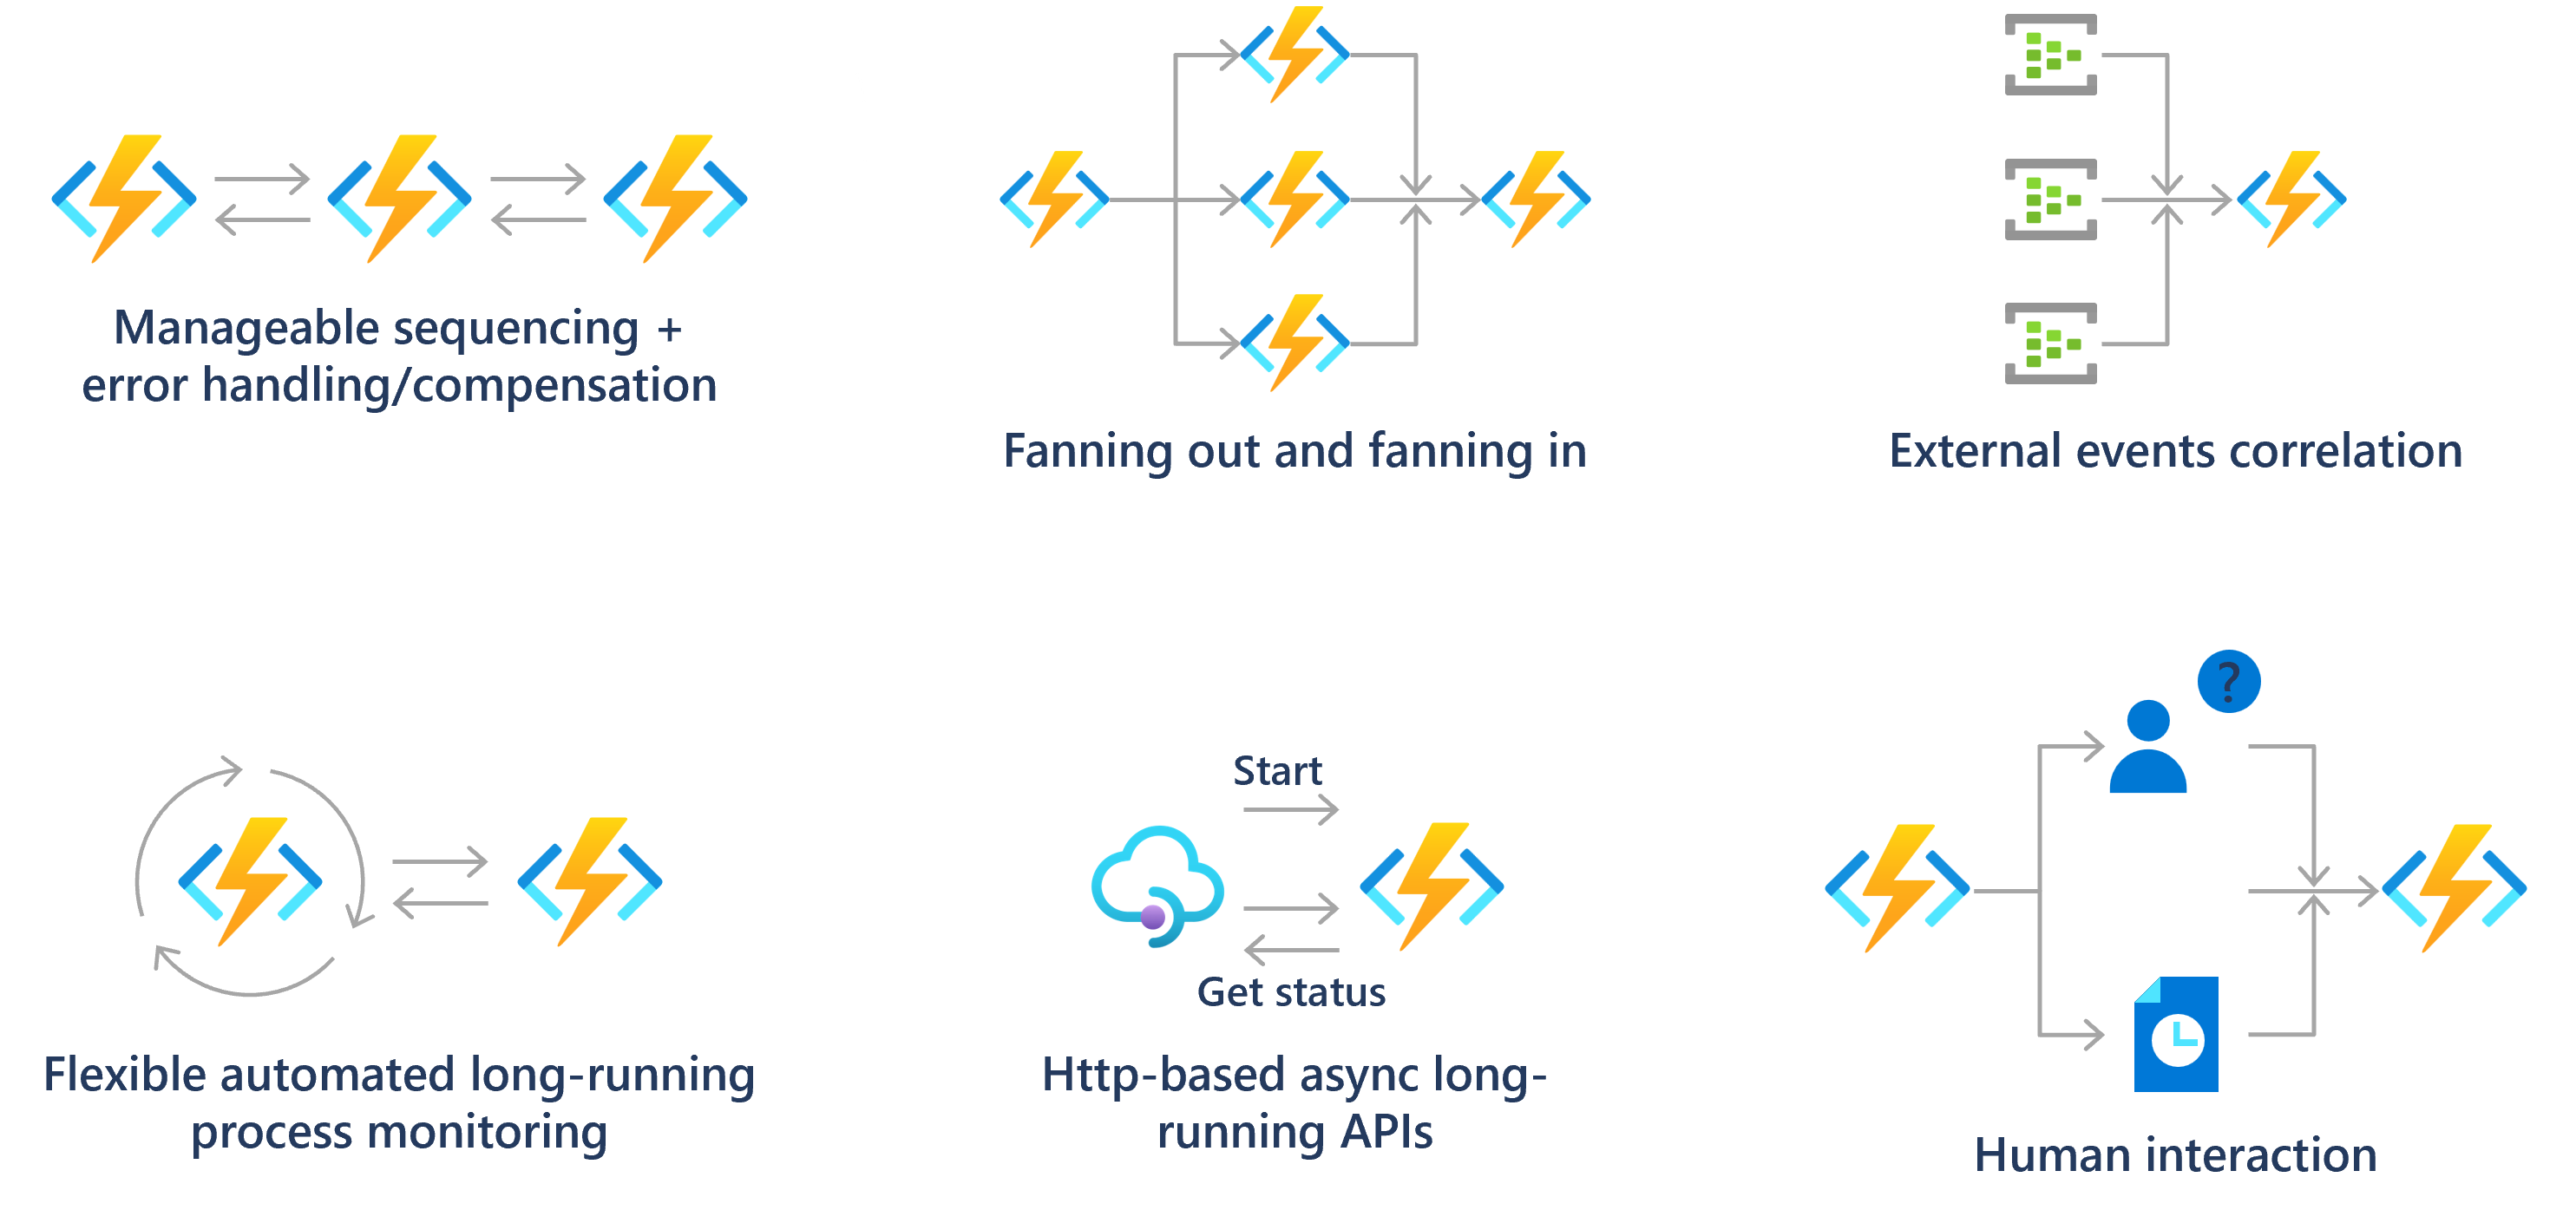 Manageable sequencing +
error handling/compensation
Fanning out and fanning in
External events correlation
Flexible automated long-running
process monitoring
Start
Get status
Http-based async long-
running APIs
?
Human interaction